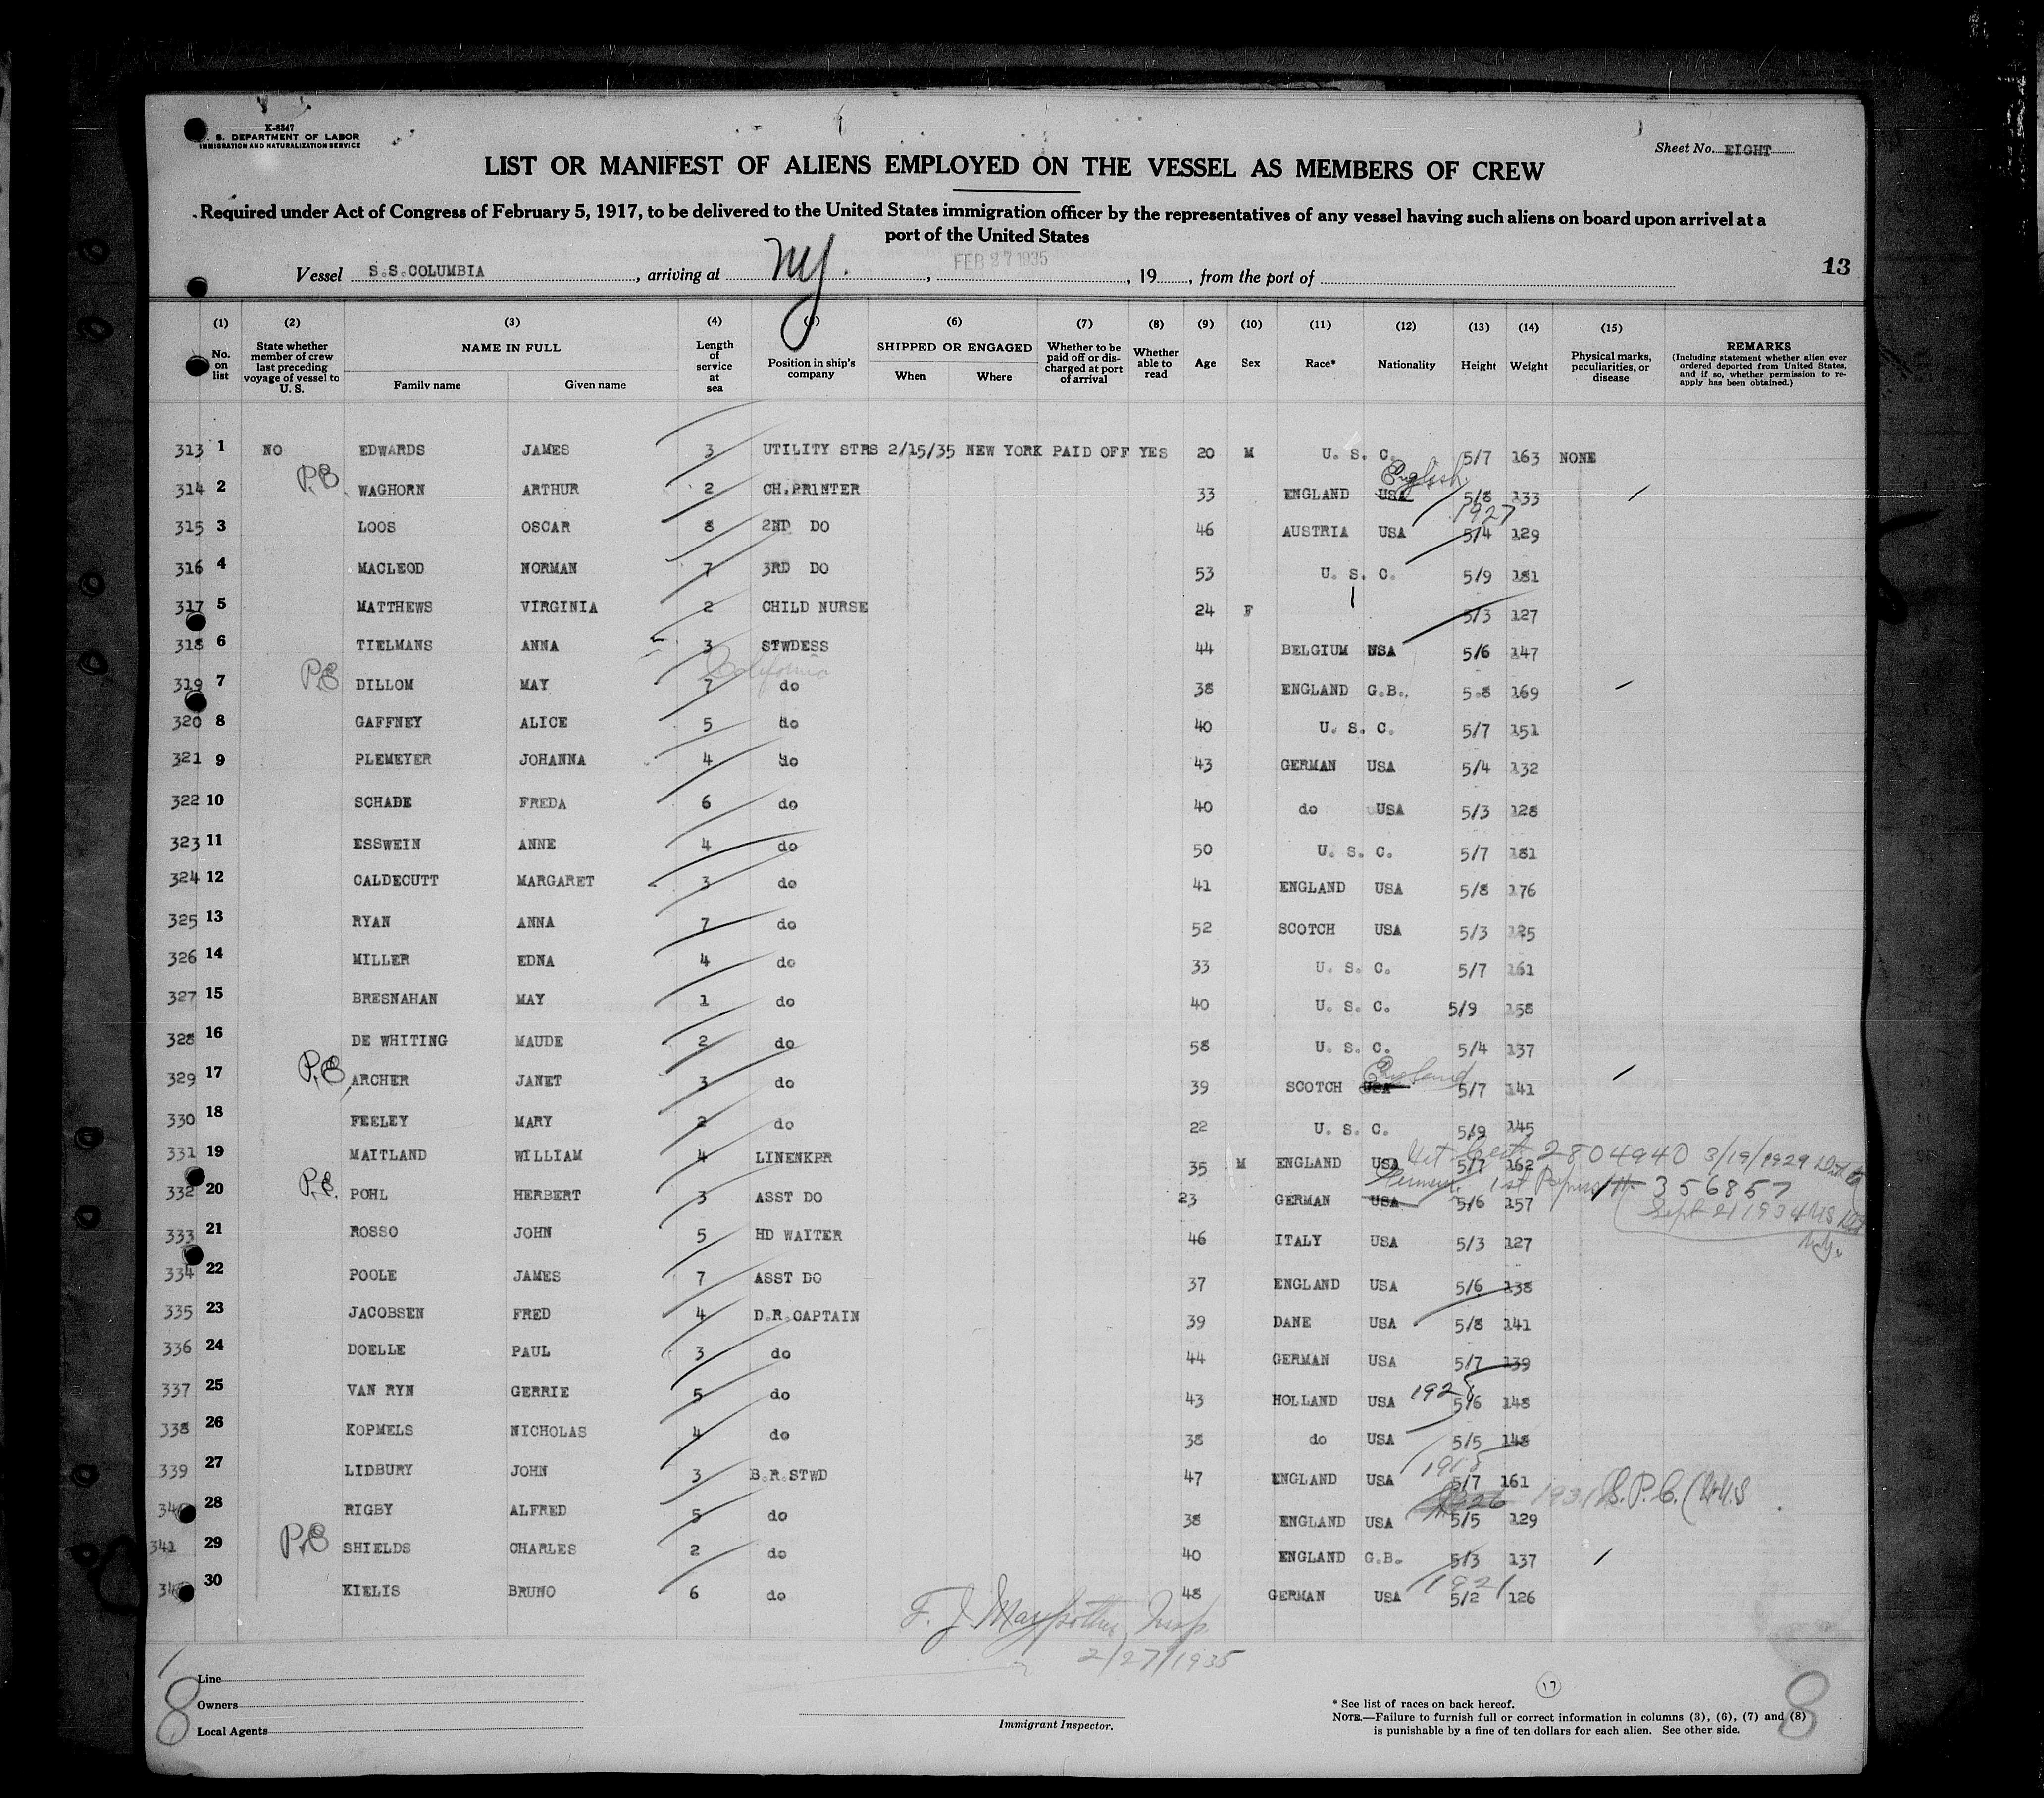 K-8547
U. S. DEPARTMENT OF LABOR
IMMIGRATION AND NATURALIZATION SERVICE
Sheet No. EIGHT
LIST OR MANIFEST OF ALIENS EMPLOYED ON THE VESSEL AS MEMBERS OF CREW
Required under Act of Congress of February 5, 1917, to be delivered to the United States immigration officer by the representatives of any vessel having such aliens on board upon arrival at a
port of the United States
Vessel S.S.COLUMBIA, arriving at NY., FEB 27 1935, 19, from the port of
13
(1) (2) (3) (4) (5) (6) (7) (8) (9) (10) (11) (12) (13) (14) (15)
No. on list
State whether member of crew last preceding voyage of vessel to U. S.
NAME IN FULL
Family name Given name
Length of service at sea
Position in ship's company
SHIPPED OR ENGAGED
When Where
Whether to be paid off or discharged at port of arrival
Whether able to read
Age
Sex
Race*
Nationality
Height
Weight
Physical marks, peculiarities, or disease
REMARKS
(Including statement whether alien ever ordered deported from United States, and if so, whether permission to reapply has been obtained.)
313 1 NO EDWARDS JAMES 3 UTILITY STRS 2/15/35 NEW YORK PAID OFF YES 20 M U. S. C. 5/7 163 NONE
English
314 2 WAGHORN ARTHUR 2 CH.PRINTER 33 ENGLAND USA 5/8 133
1927
315 3 LOOS OSCAR 8 2ND DO 46 AUSTRIA USA 5/4 129
316 4 MACLEOD NORMAN 7 3RD DO 53 U. S. C. 5/9 181
317 5 MATTHEWS VIRGINIA 2 CHILD NURSE 24 F 5/3 127
318 6 TIELMANS ANNA 3 STWDESS 44 BELGIUM NSA 5/6 147
California
319 7 P.E. DILLOM MAY 7 do 38 ENGLAND G.B. 5-8 169
320 8 GAFFNEY ALICE 5 do 40 U. S. C. 5/7 151
321 9 PLEMEYER JOHANNA 4 do 43 GERMAN USA 5/4 132
322 10 SCHADE FREDA 6 do 40 do USA 5/3 128
323 11 ESSWEIN ANNE 4 do 50 U. S. C. 5/7 181
324 12 CALDECUTT MARGARET 3 do 41 ENGLAND USA 5/8 176
325 13 RYAN ANNA 7 do 52 SCOTCH USA 5/3 125
326 14 MILLER EDNA 4 do 33 U. S. C. 5/7 161
327 15 BRESNAHAN MAY 1 do 40 U. S. C. 5/9 158
328 16 DE WHITING MAUDE 2 do 58 U. S. C. 5/4 137
England
329 17 P.E. ARCHER JANET 3 do 39 SCOTCH USA 5/7 141
330 18 FEELEY MARY 2 do 22 U. S. C. 5/9 145
2804940 3/19/1929
331 19 MAITLAND WILLIAM 4 LINENKPR 35 M ENGLAND USA 5/7 162
German 1st Papers # 356857
332 20 P.E. POHL HERBERT 3 ASST DO 23 GERMAN USA 5/6 157
Sept 21 1934 US
N.Y.
333 21 ROSSO JOHN 5 HD WAITER 46 ITALY USA 5/3 127
334 22 POOLE JAMES 7 ASST DO 37 ENGLAND USA 5/6 138
335 23 JACOBSEN FRED 4 D.R.CAPTAIN 39 DANE USA 5/8 141
336 24 DOELLE PAUL 3 do 44 GERMAN USA 5/7 139
337 25 VAN RYN GERRIE 5 do 43 HOLLAND USA 5/6 148
338 26 KOPMELS NICHOLAS 4 do 38 do USA 5/5 148
339 27 LIDBURY JOHN 3 B.R.STWD 47 ENGLAND USA 5/7 161
1931
28 RIGBY ALFRED 5 do 38 ENGLAND USA 5/5 129
341 29 P.E. SHIELDS CHARLES 2 do 40 ENGLAND G.B. 5/3 137
1921
30 KIELIS BRUNO 6 do 48 GERMAN USA 5/2 126
2/27/1935
Line
Owners
Local Agents
8
Immigrant Inspector.
17
* See list of races on back hereof.
NOTE.—Failure to furnish full or correct information in columns (3), (6), (7) and (8)
is punishable by a fine of ten dollars for each alien. See other side.
8